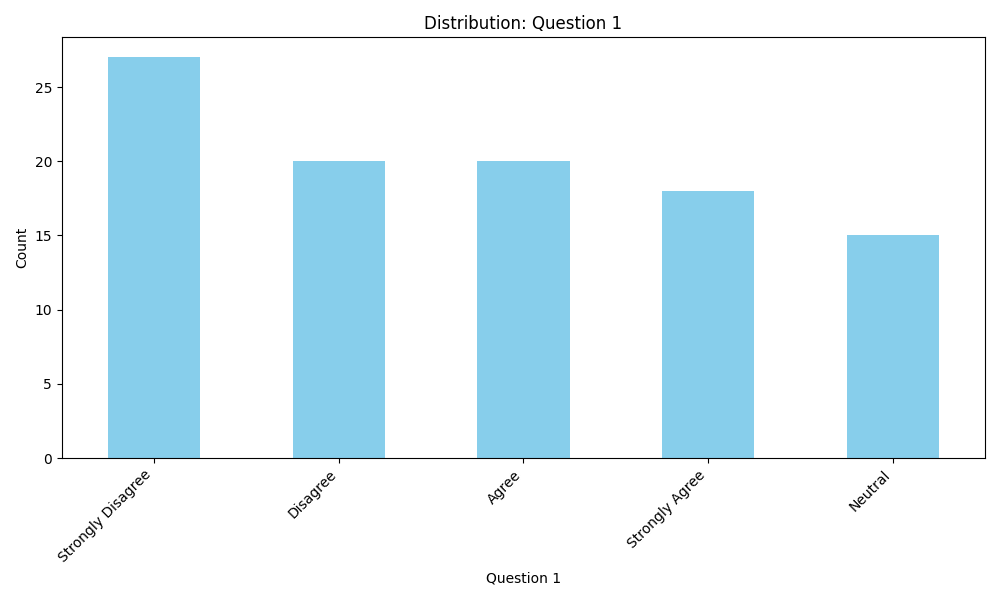 Distribution: Question 1
Count
25
20
15
10
5
0
Strongly Disagree
Disagree
Agree
Strongly Agree
Neutral
Question 1